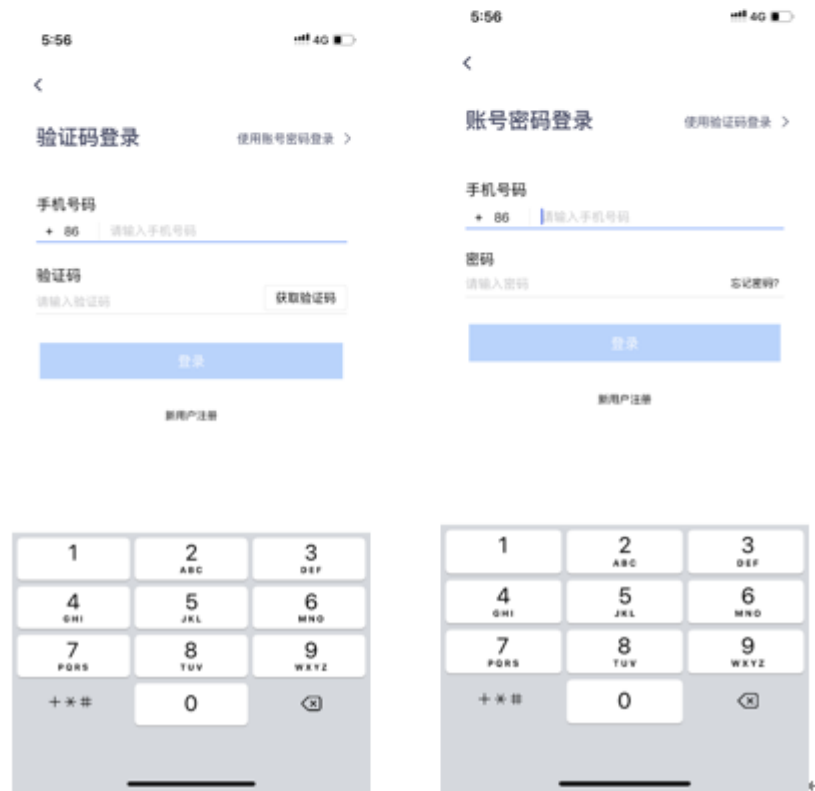 5:56
4G
验证码登录
使用账号密码登录 >
手机号码
+ 86 请输入手机号码
验证码
请输入验证码 获取验证码
登录
新用户注册
1 2 3
ABC DEF
4 5 6
GHI JKL MNO
7 8 9
PQRS TUV WXYZ
+*# 0
5:56
4G
账号密码登录
使用验证码登录 >
手机号码
+ 86 请输入手机号码
密码
请输入密码 忘记密码?
登录
新用户注册
1 2 3
ABC DEF
4 5 6
GHI JKL MNO
7 8 9
PQRS TUV WXYZ
+*# 0